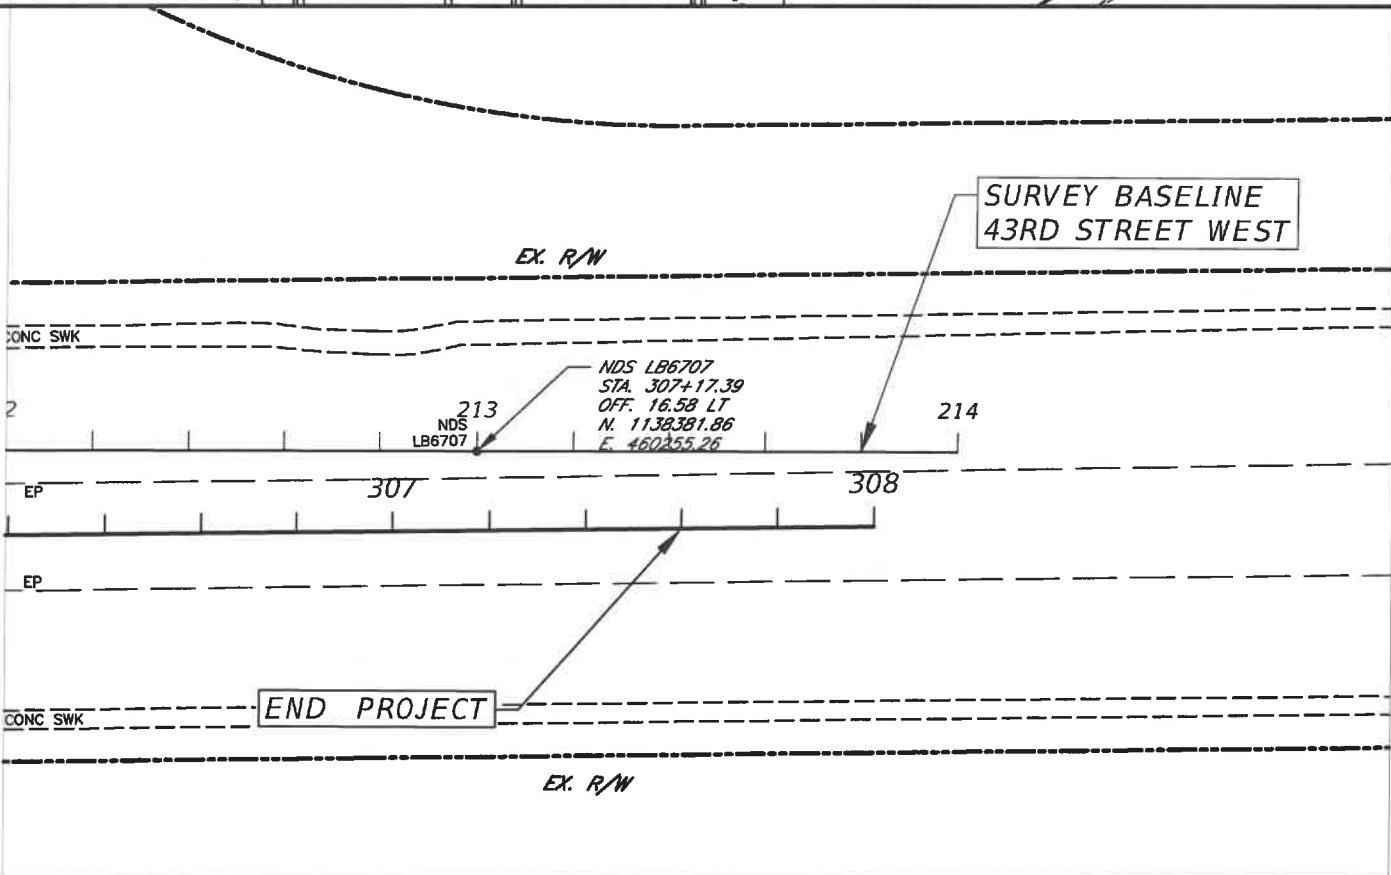 SURVEY BASELINE
43RD STREET WEST
EX. R/W
CONC SWK
NDS LB6707
STA. 307+17.39
OFF. 16.58 LT
N. 1138381.86
E. 460255.26
2
213
NDS
LB6707
214
EP
307
308
EP
END PROJECT
CONC SWK
EX. R/W